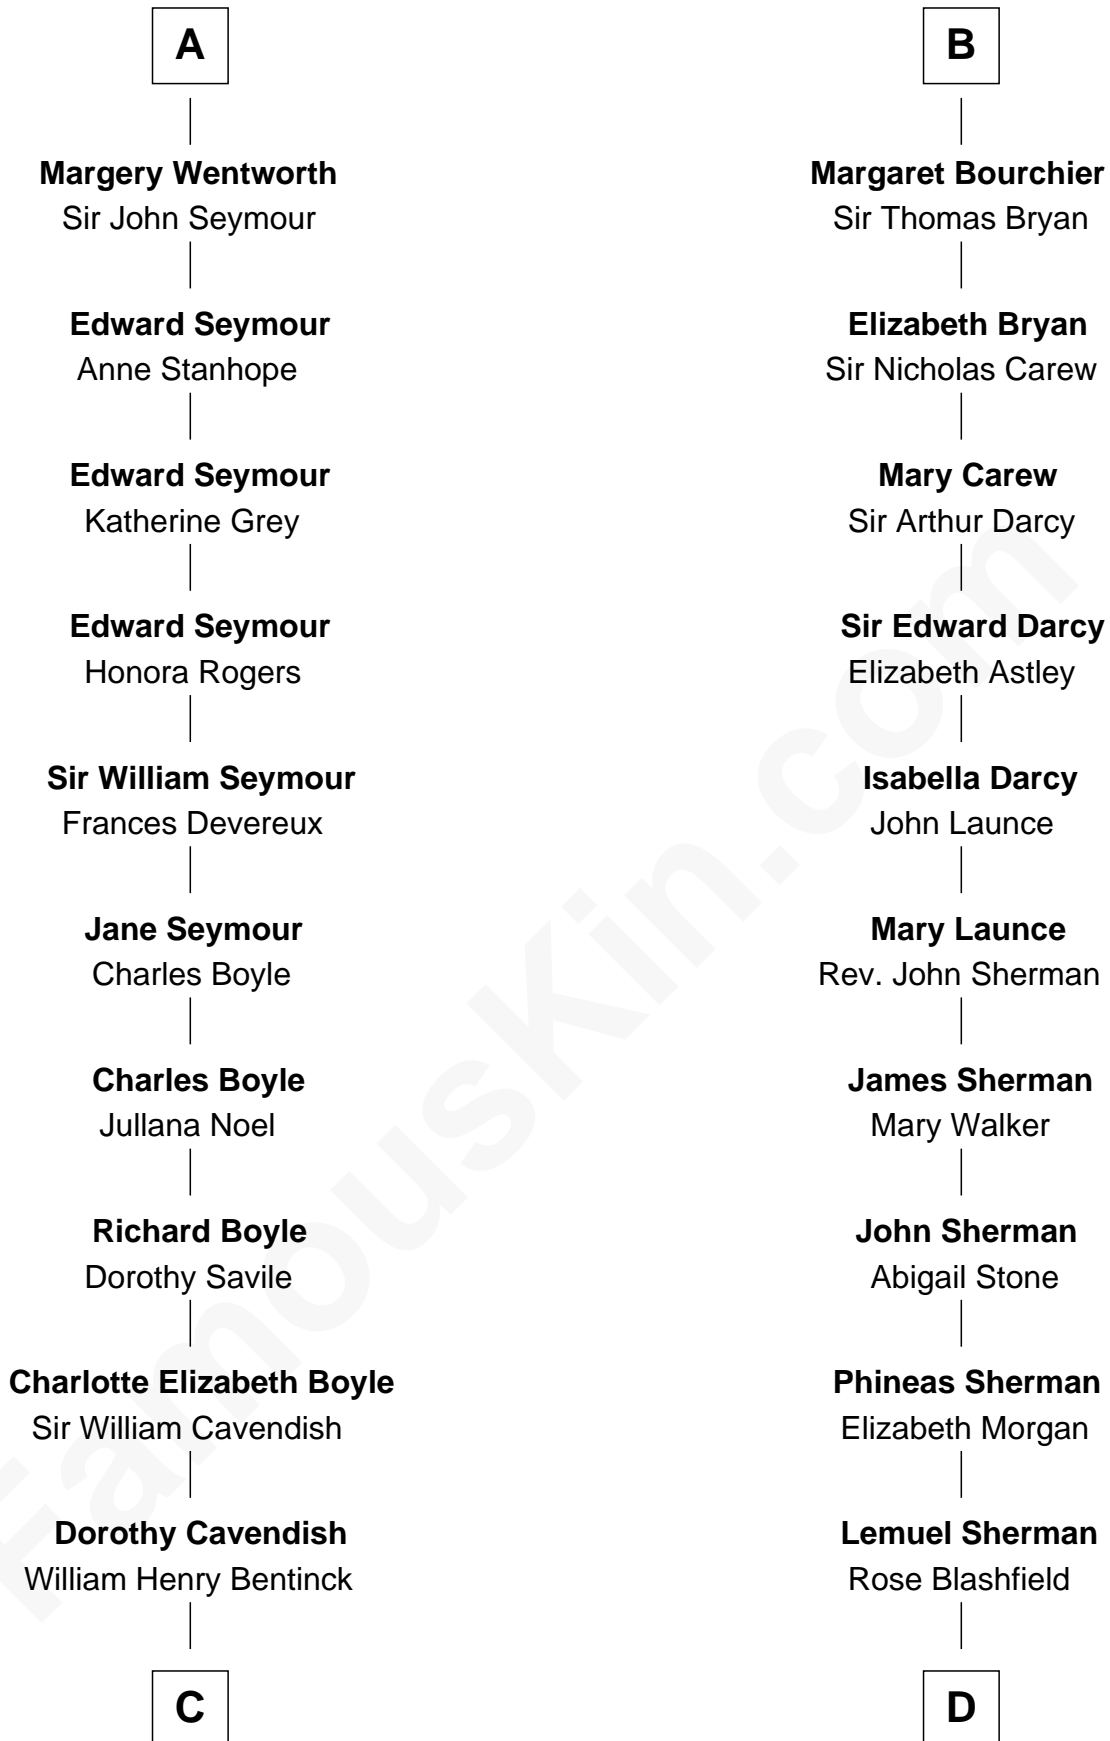 A
Margery Wentworth
Sir John Seymour
Edward Seymour
Anne Stanhope
Edward Seymour
Katherine Grey
Edward Seymour
Honora Rogers
Sir William Seymour
Frances Devereux
Jane Seymour
Charles Boyle
Charles Boyle
Jullana Noel
Richard Boyle
Dorothy Savile
Charlotte Elizabeth Boyle
Sir William Cavendish
Dorothy Cavendish
William Henry Bentinck
C
B
Margaret Bourchier
Sir Thomas Bryan
Elizabeth Bryan
Sir Nicholas Carew
Mary Carew
Sir Arthur Darcy
Sir Edward Darcy
Elizabeth Astley
Isabella Darcy
John Launce
Mary Launce
Rev. John Sherman
James Sherman
Mary Walker
John Sherman
Abigail Stone
Phineas Sherman
Elizabeth Morgan
Lemuel Sherman
Rose Blashfield
D
FamousKin.com